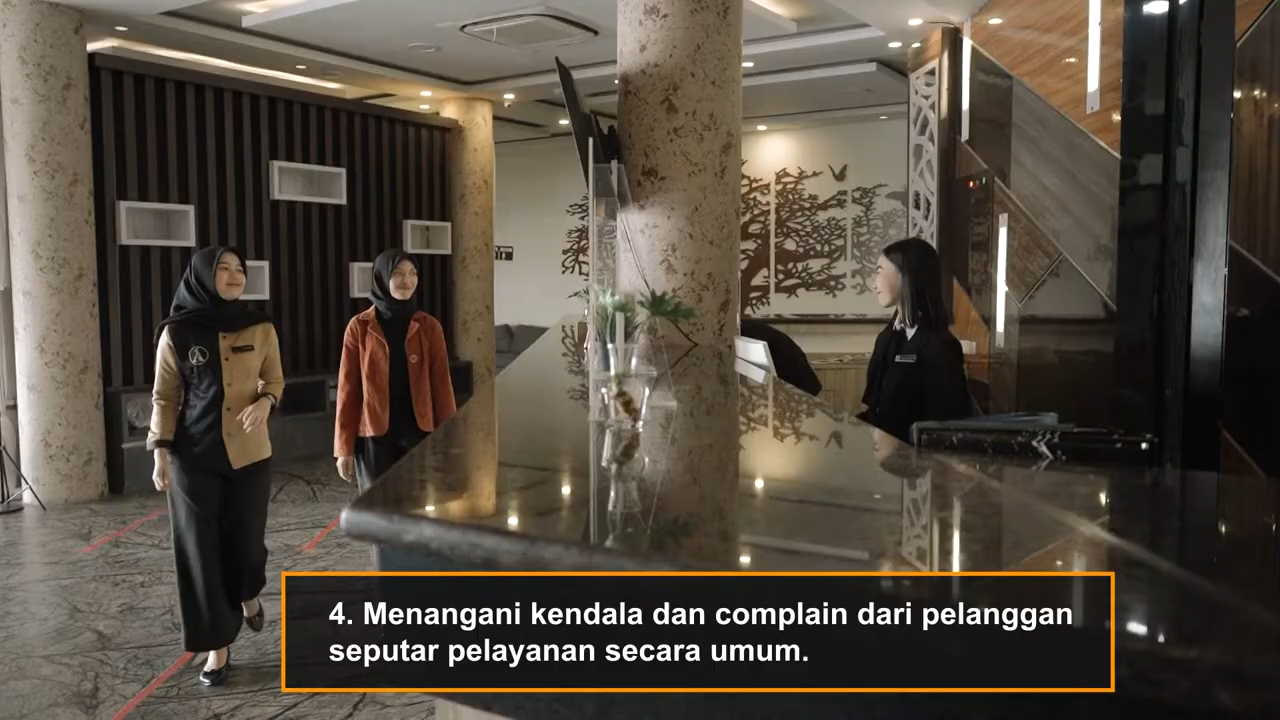 4. Menangani kendala dan complain dari pelanggan
seputar pelayanan secara umum.